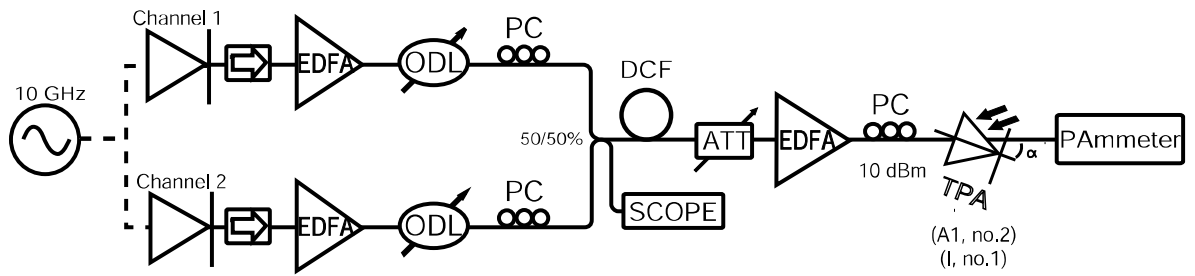 Channel 1
EDFA
ODL
PC
10 GHz
50/50%
DCF
ATT
EDFA
PC
10 dBm
α
TPA
PAmmeter
(A1, no.2)
(I, no.1)
Channel 2
EDFA
ODL
PC
SCOPE